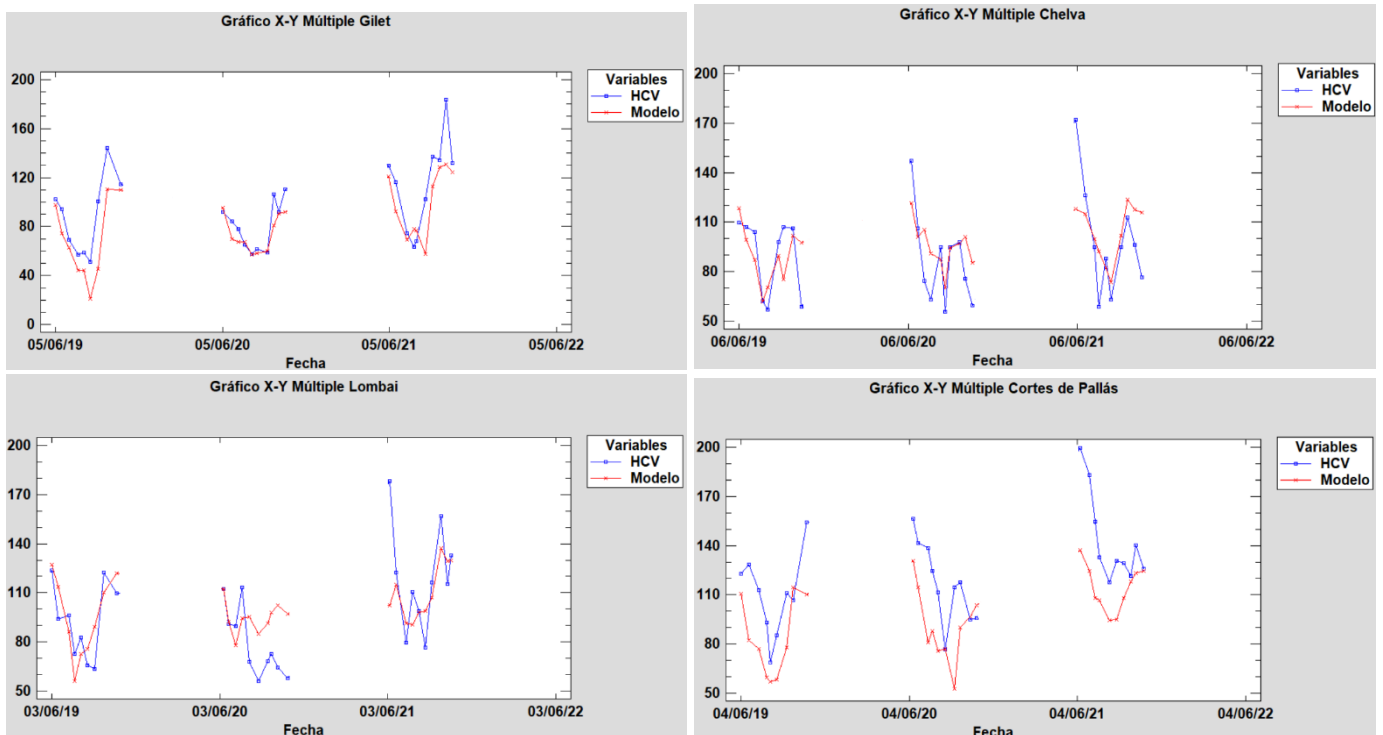 Gráfico X-Y Múltiple Gilet
Variables
HCV
Modelo
200
160
120
80
40
0
05/06/19 05/06/20 05/06/21 05/06/22
Fecha
Gráfico X-Y Múltiple Chelva
Variables
HCV
Modelo
200
170
140
110
80
50
06/06/19 06/06/20 06/06/21 06/06/22
Fecha
Gráfico X-Y Múltiple Lombai
Variables
HCV
Modelo
200
170
140
110
80
50
03/06/19 03/06/20 03/06/21 03/06/22
Fecha
Gráfico X-Y Múltiple Cortes de Pallás
Variables
HCV
Modelo
200
170
140
110
80
50
04/06/19 04/06/20 04/06/21 04/06/22
Fecha